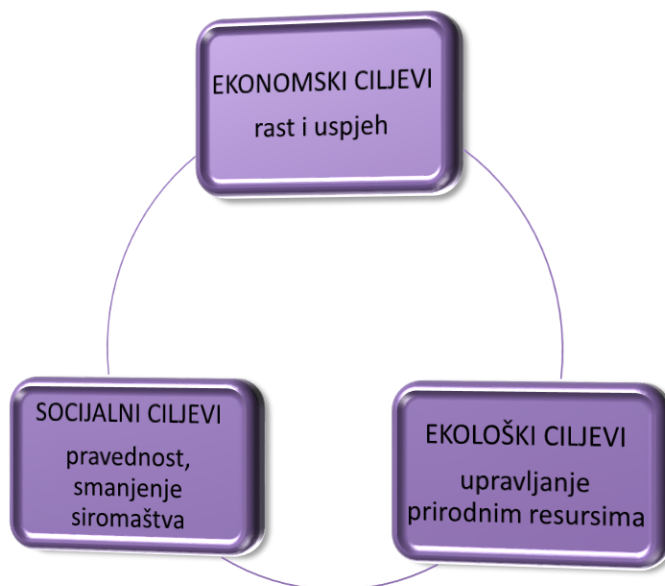 EKONOMSKI CILJEVI
rast i uspjeh
SOCIJALNI CILJEVI
pravednost,
smanjenje
siromaštva
EKOLOŠKI CILJEVI
upravljanje
prirodnim resursima